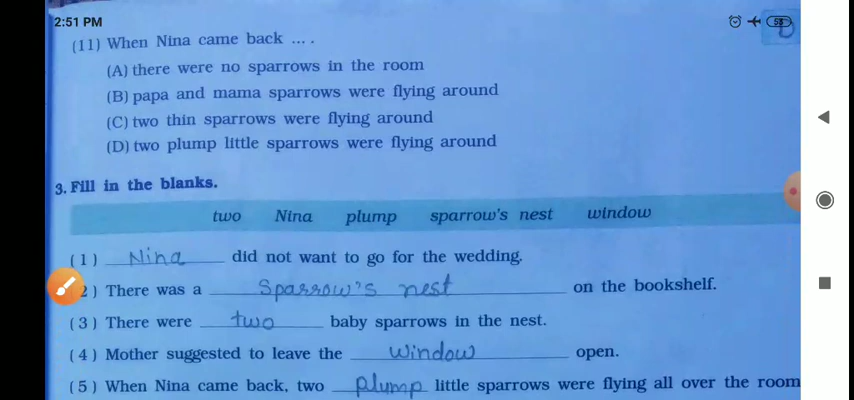 2:51 PM
58
(11) When Nina came back ... .
(A) there were no sparrows in the room
(B) papa and mama sparrows were flying around
(C) two thin sparrows were flying around
(D) two plump little sparrows were flying around
3. Fill in the blanks.
two Nina plump sparrow's nest window
(1) Nina did not want to go for the wedding.
2) There was a Sparrow's nest on the bookshelf.
(3) There were two baby sparrows in the nest.
(4) Mother suggested to leave the window open.
(5) When Nina came back, two plump little sparrows were flying all over the room